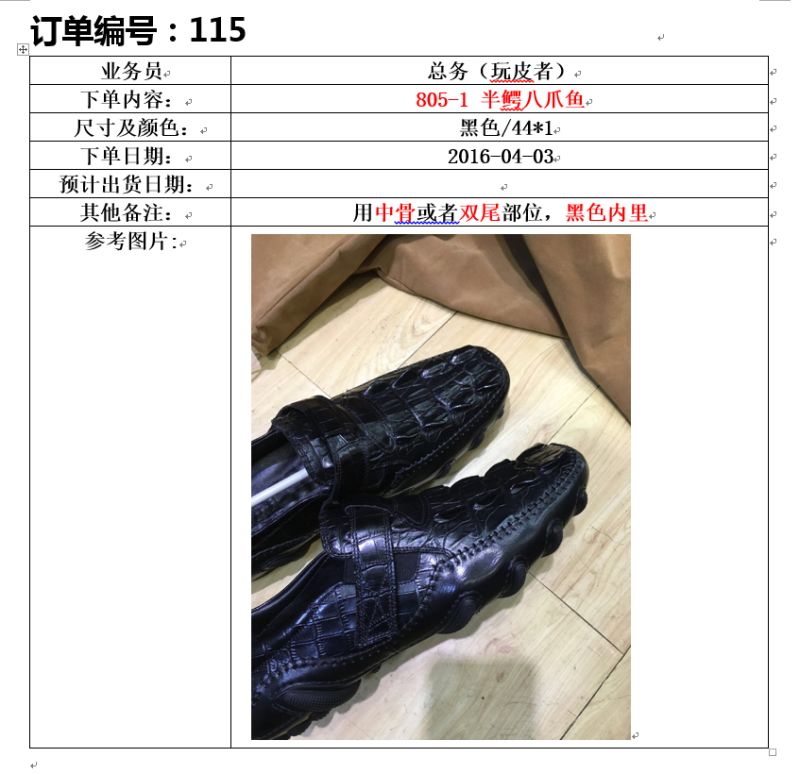 订单编号：115
业务员 总务（玩皮者）
下单内容： 805-1 半鳄八爪鱼
尺寸及颜色： 黑色/44*1
下单日期： 2016-04-03
预计出货日期：
其他备注： 用中骨或者双尾部位，黑色内里
参考图片: